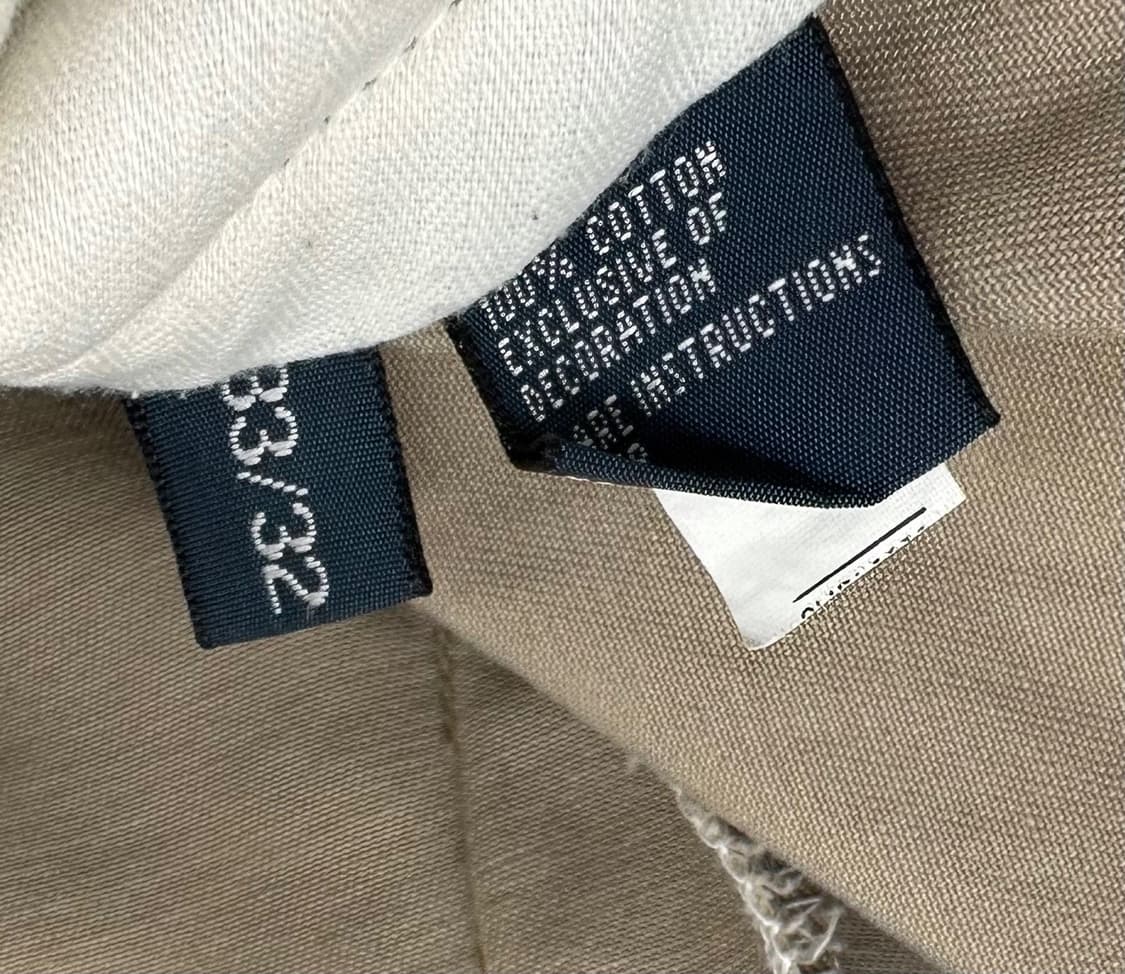 33/32
100% COTTON
EXCLUSIVE OF
DECORATION
INSTRUCTIONS